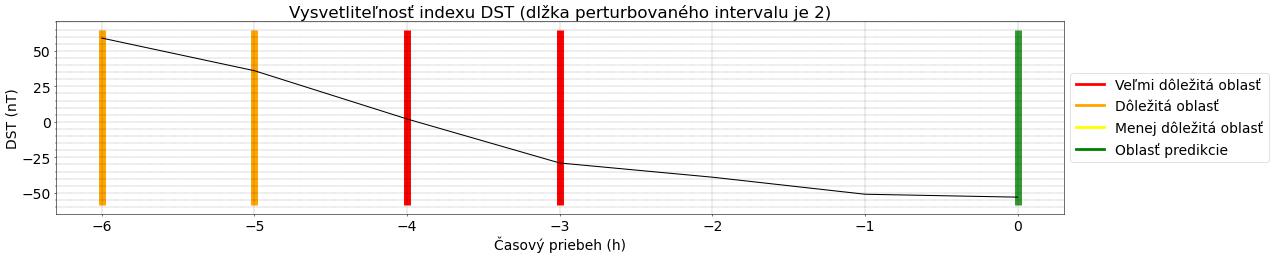 Vysvetliteľnosť indexu DST (dlžka perturbovaného intervalu je 2)
50
25
0
−25
−50
DST (nT)
−6 −5 −4 −3 −2 −1 0
Časový priebeh (h)
Veľmi dôležitá oblasť
Dôležitá oblasť
Menej dôležitá oblasť
Oblasť predikcie